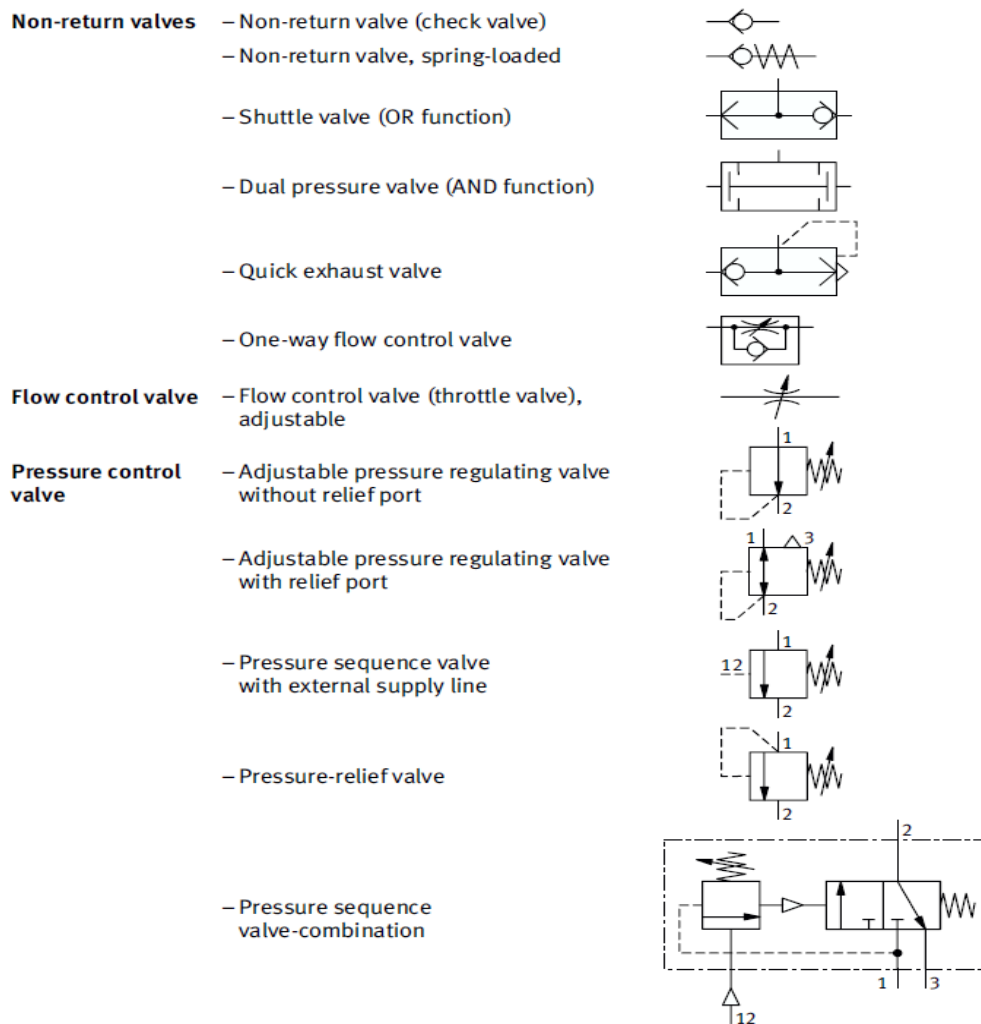 Non-return valves – Non-return valve (check valve)
– Non-return valve, spring-loaded
– Shuttle valve (OR function)
– Dual pressure valve (AND function)
– Quick exhaust valve
– One-way flow control valve
Flow control valve – Flow control valve (throttle valve),
adjustable
1
Pressure control – Adjustable pressure regulating valve
valve without relief port
2
1 3
– Adjustable pressure regulating valve
with relief port
2
1
– Pressure sequence valve 12
with external supply line
2
1
– Pressure-relief valve
2
2
– Pressure sequence
valve-combination
1 3
12